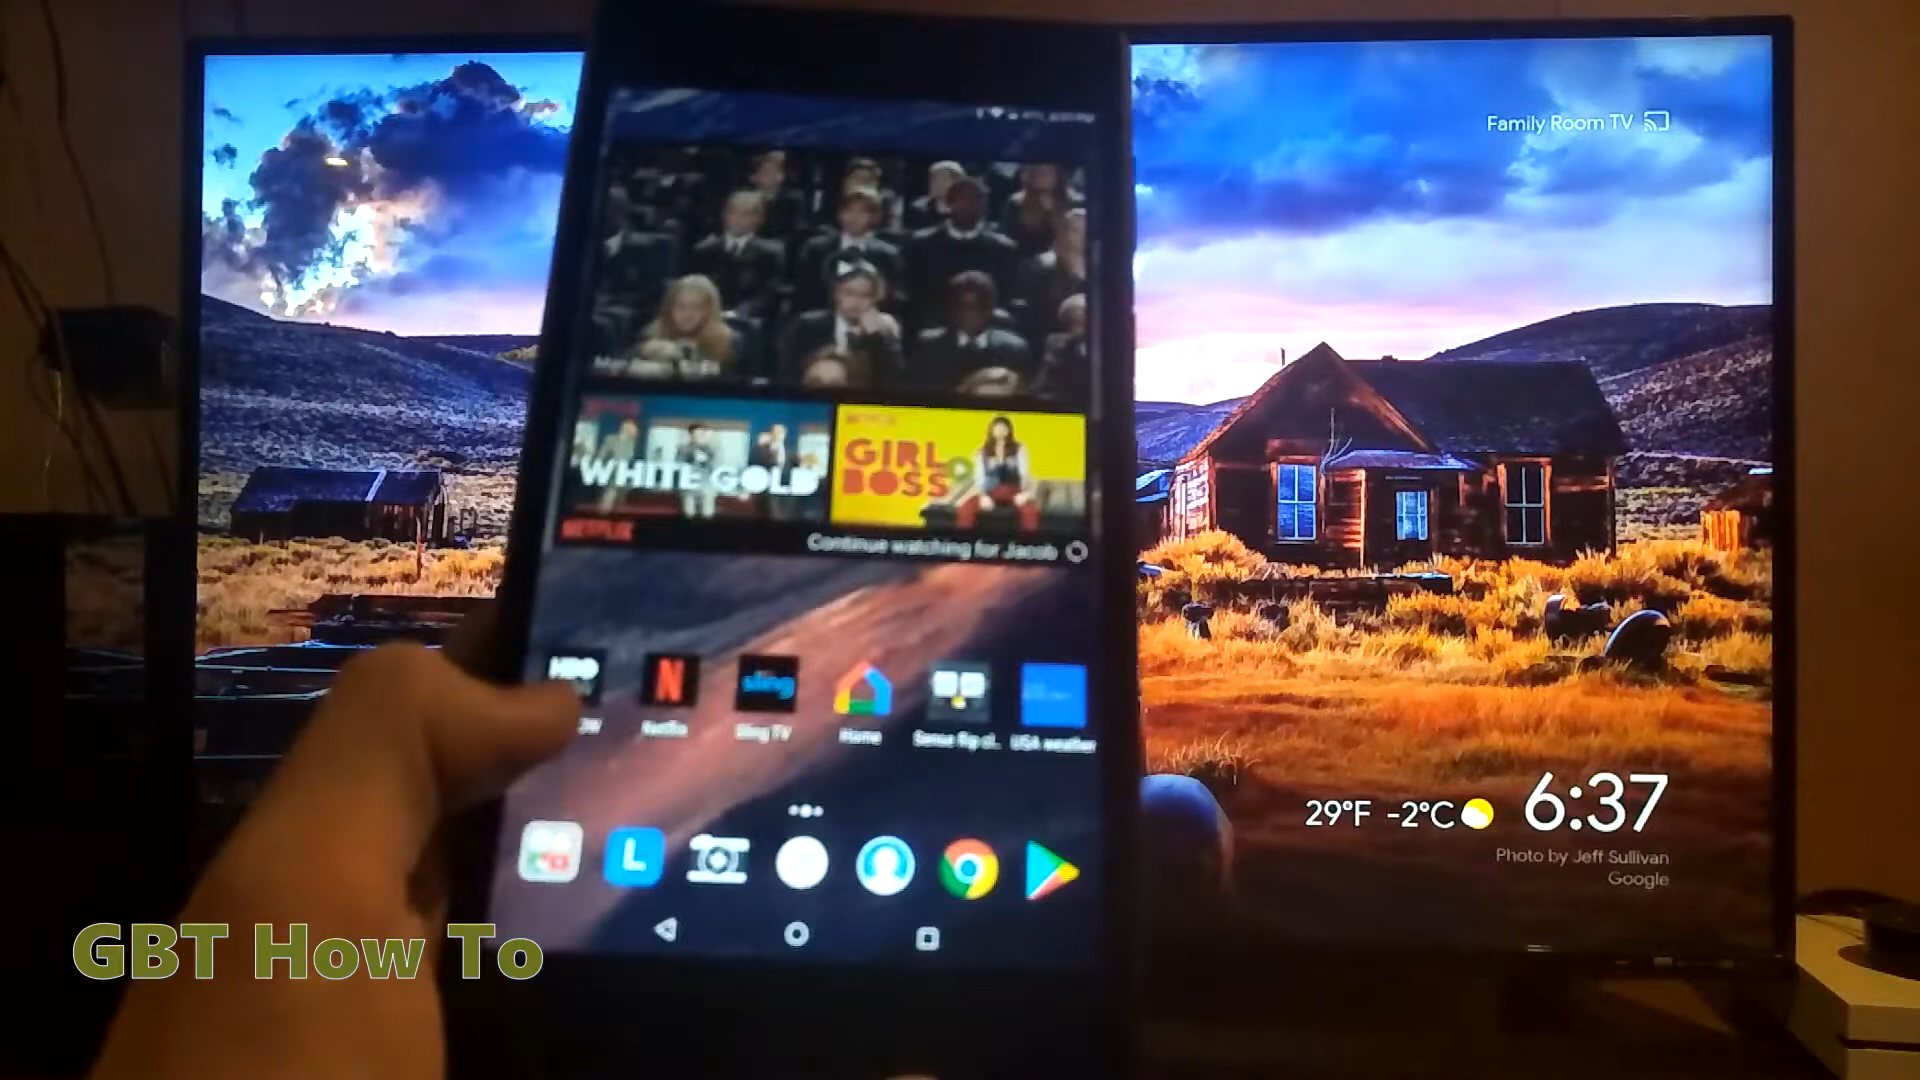 Family Room TV
NETFLIX
WHITE GOLD
GIRL
BOSS
NETFLIX
Continue watching for Jacob
HBO
N
sling
Netflix
Sling TV
Home
USA weather
L
29°F -2°C 6:37
Photo by Jeff Sullivan
Google
GBT How To